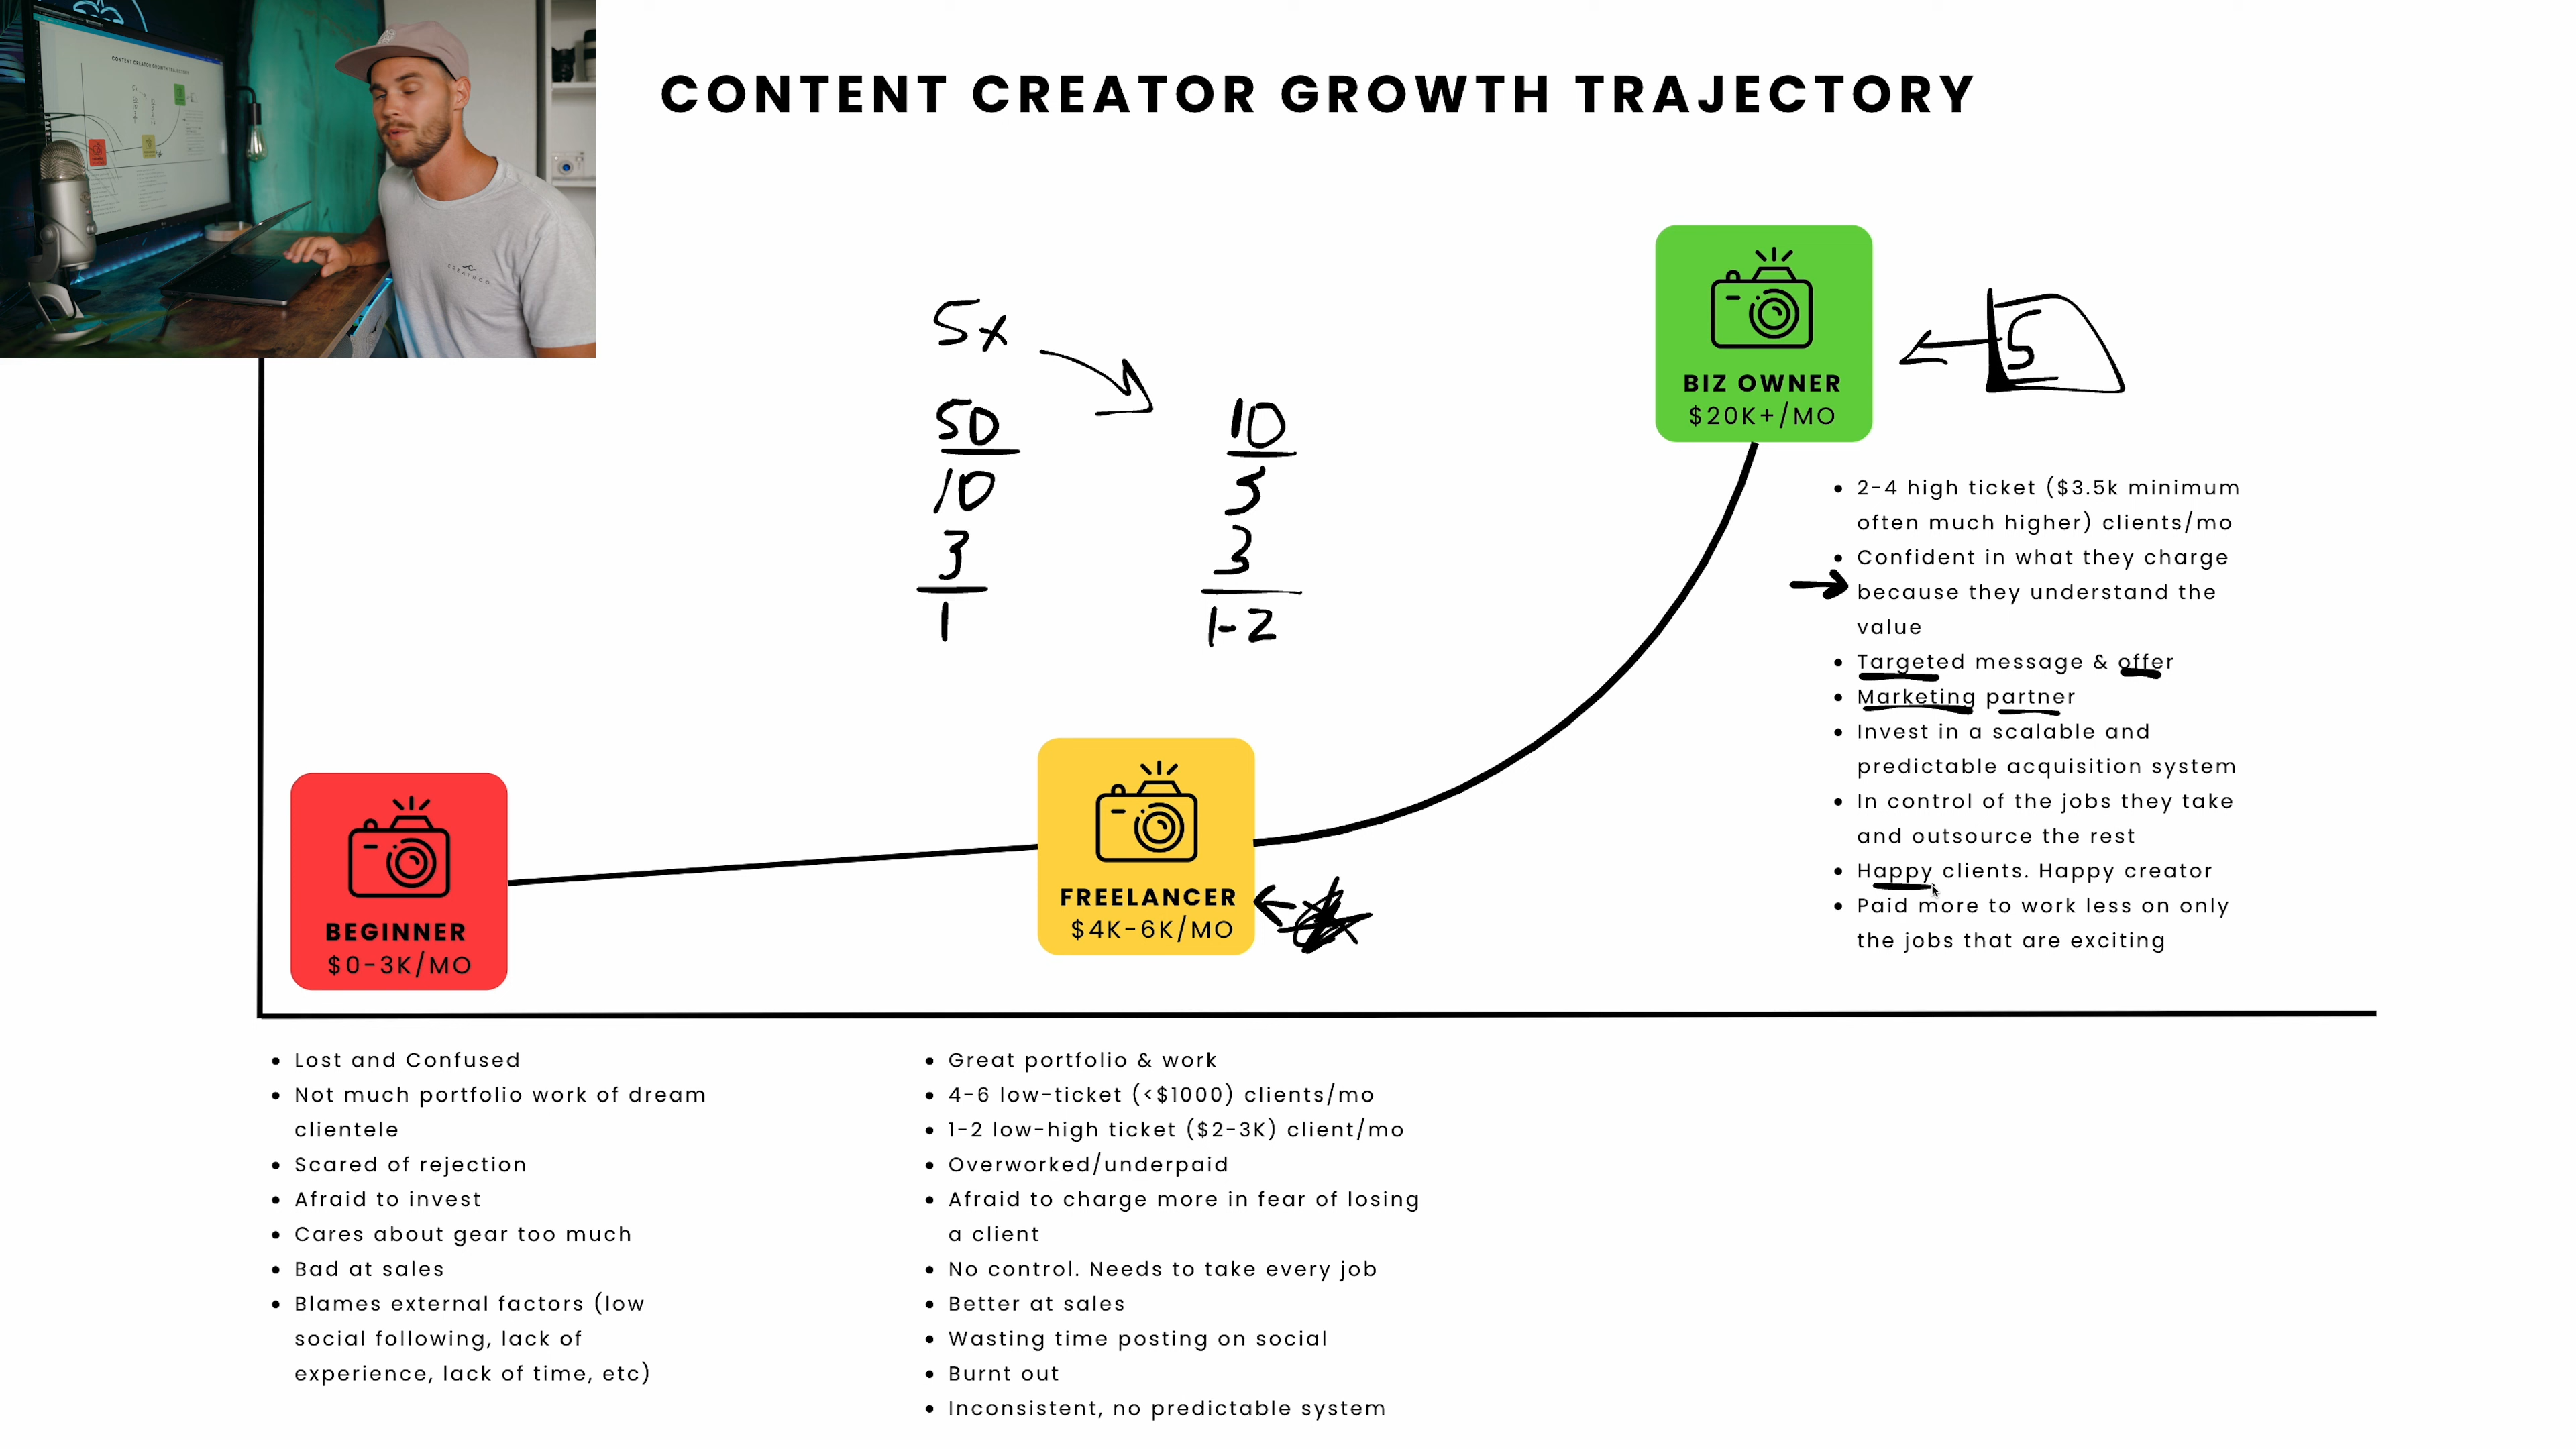 CONTENT CREATOR GROWTH TRAJECTORY
CONTENT CREATOR GROWTH TRAJECTORY
CREATRCO.
5x
50
10
3
1
10
5
3
1-2
BIZ OWNER
$20K+/MO
5
• 2-4 high ticket ($3.5k minimum
often much higher) clients/mo
• Confident in what they charge
because they understand the
value
• Targeted message & offer
• Marketing partner
• Invest in a scalable and
predictable acquisition system
• In control of the jobs they take
and outsource the rest
• Happy clients. Happy creator
• Paid more to work less on only
the jobs that are exciting
FREELANCER
$4K-6K/MO
BEGINNER
$0-3K/MO
• Lost and Confused
• Not much portfolio work of dream
clientele
• Scared of rejection
• Afraid to invest
• Cares about gear too much
• Bad at sales
• Blames external factors (low
social following, lack of
experience, lack of time, etc)
• Great portfolio & work
• 4-6 low-ticket (<$1000) clients/mo
• 1-2 low-high ticket ($2-3K) client/mo
• Overworked/underpaid
• Afraid to charge more in fear of losing
a client
• No control. Needs to take every job
• Better at sales
• Wasting time posting on social
• Burnt out
• Inconsistent, no predictable system